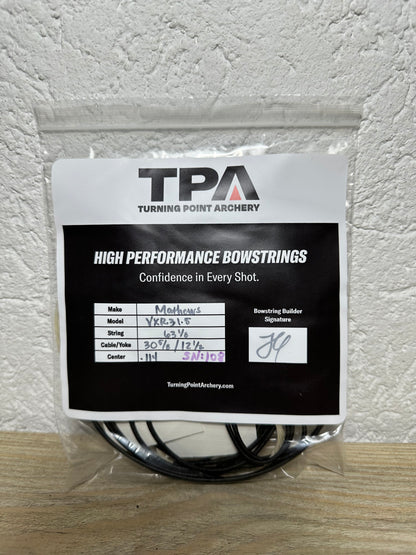 TPA
TURNING POINT ARCHERY
HIGH PERFORMANCE BOWSTRINGS
Confidence in Every Shot.
Make Mathews
Model VXR 31.5
String
Cable/Yoke
Center .114 SN:108
Bowstring Builder
Signature
TurningPointArchery.com